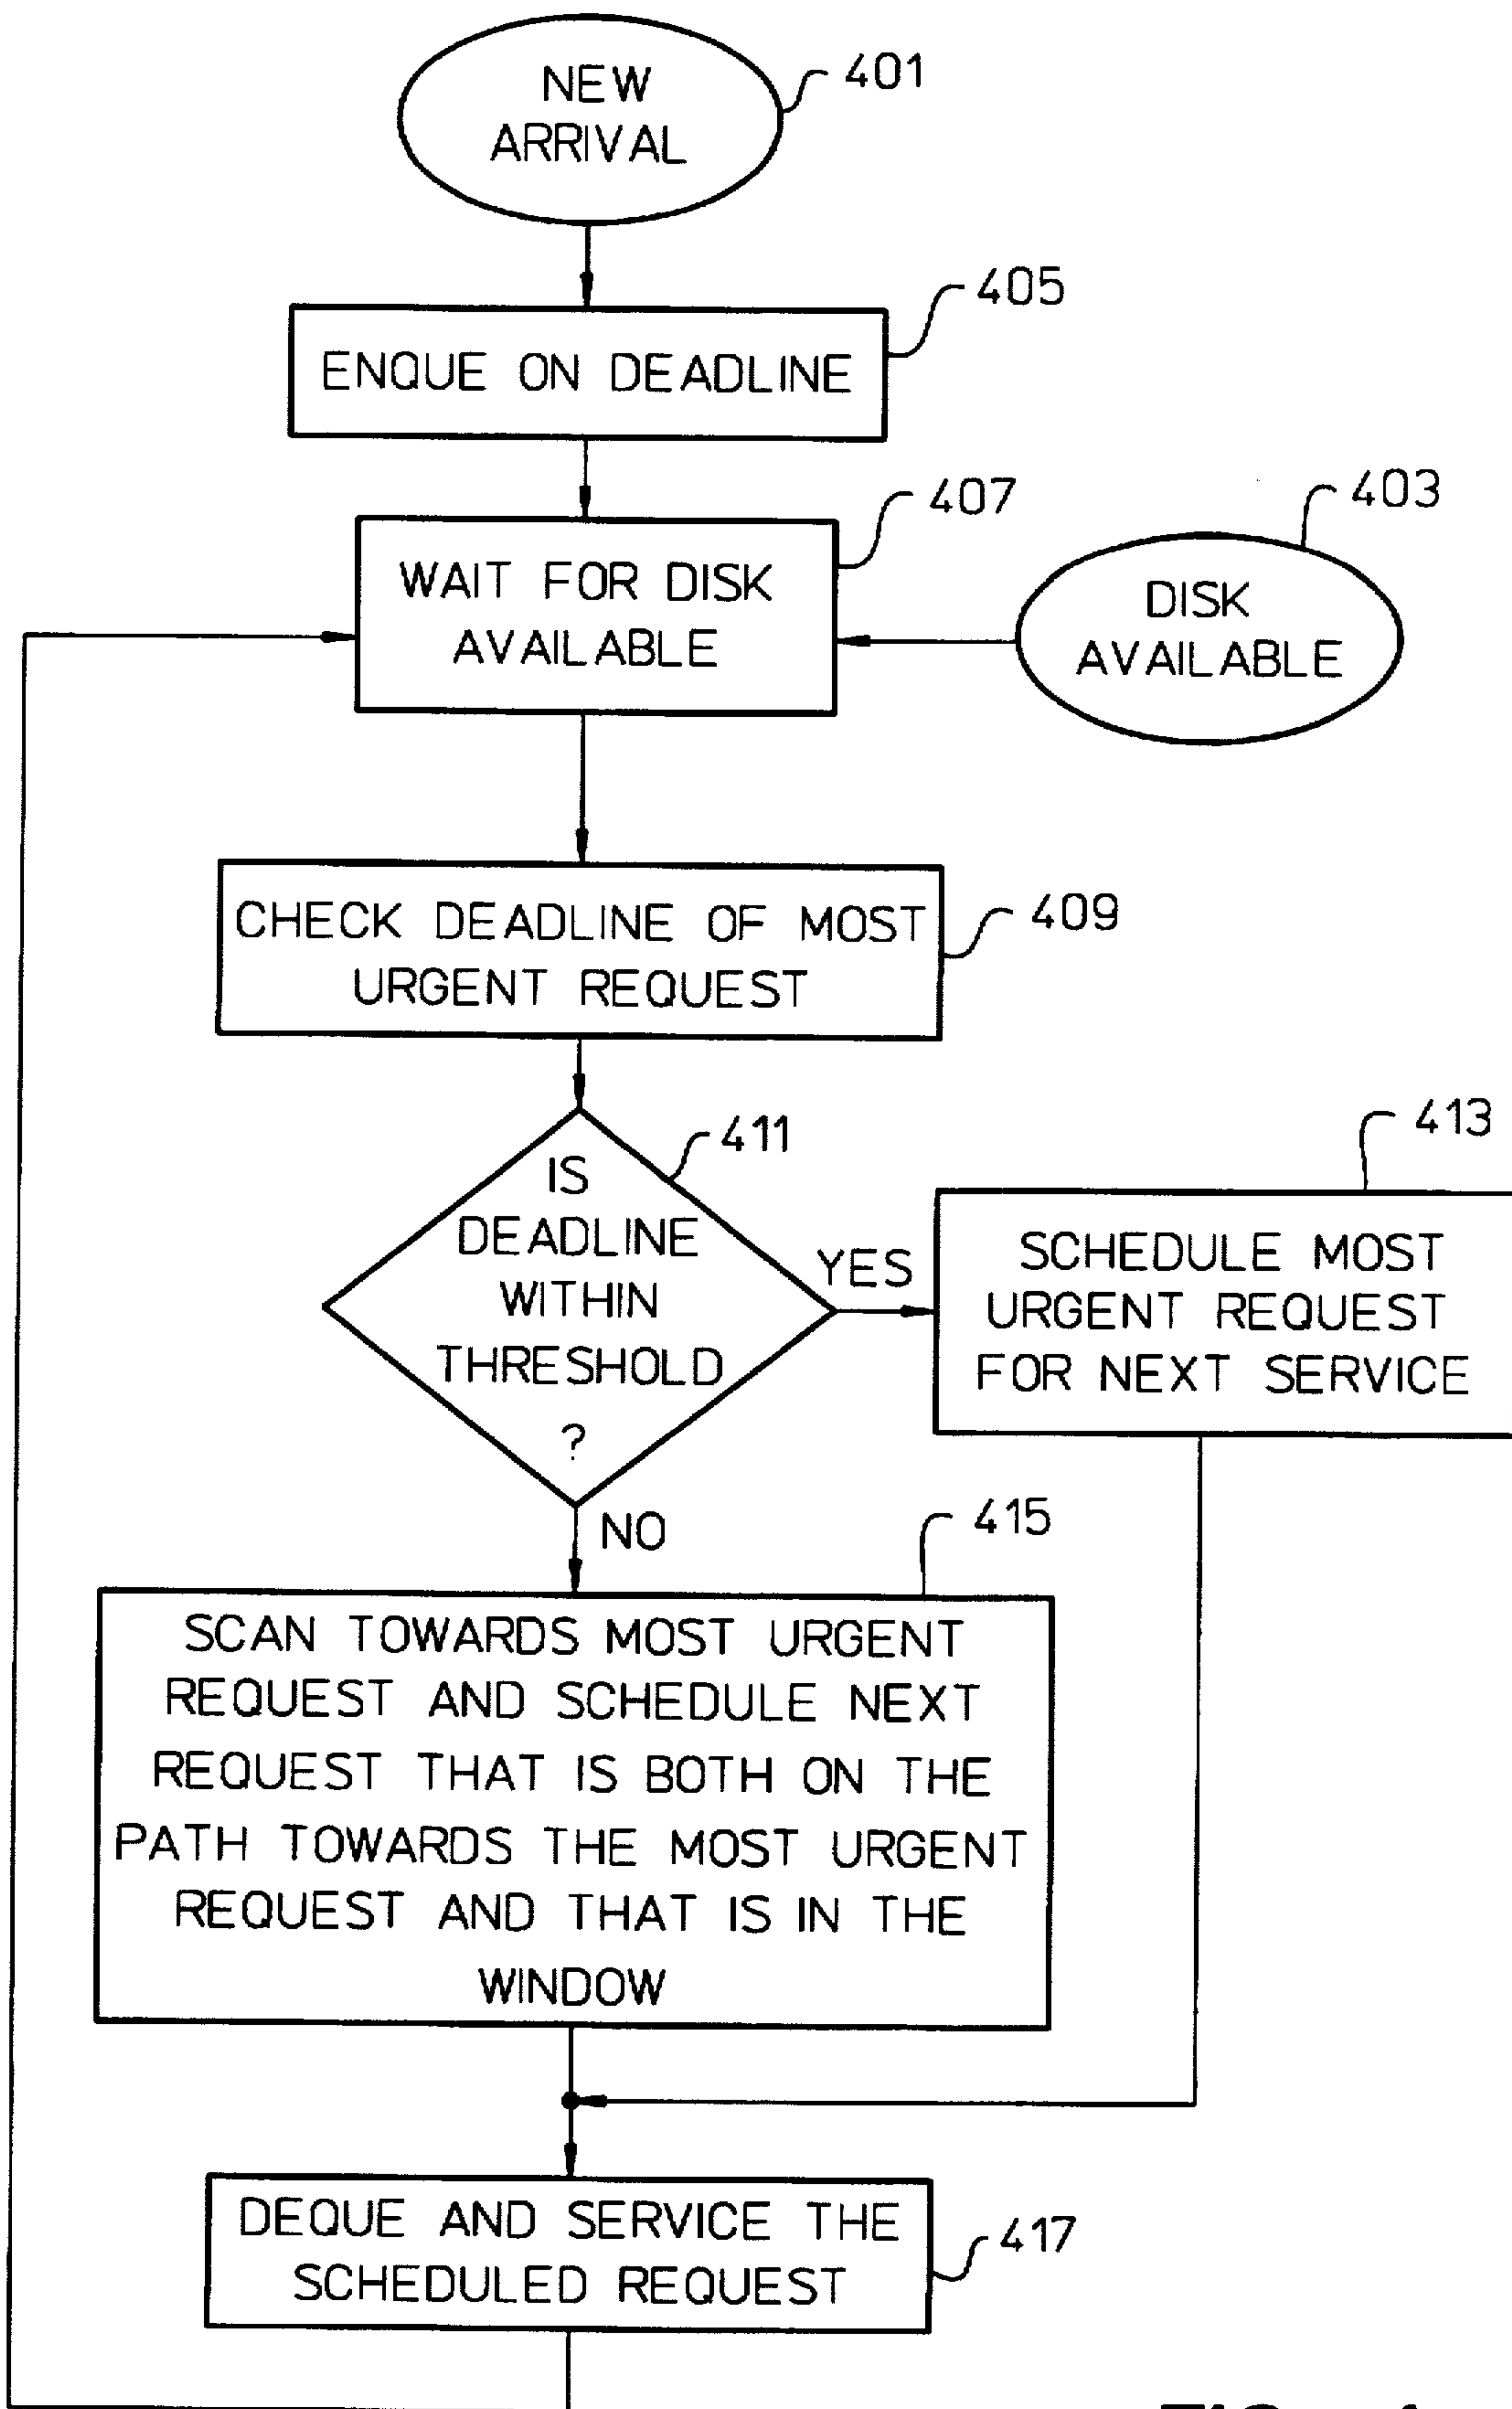 NEW
ARRIVAL
401
405
ENQUE ON DEADLINE
407
WAIT FOR DISK
AVAILABLE
403
DISK
AVAILABLE
CHECK DEADLINE OF MOST
URGENT REQUEST
409
411
IS
DEADLINE
WITHIN
THRESHOLD
?
YES
413
SCHEDULE MOST
URGENT REQUEST
FOR NEXT SERVICE
NO
415
SCAN TOWARDS MOST URGENT
REQUEST AND SCHEDULE NEXT
REQUEST THAT IS BOTH ON THE
PATH TOWARDS THE MOST URGENT
REQUEST AND THAT IS IN THE
WINDOW
DEQUE AND SERVICE THE
SCHEDULED REQUEST
417